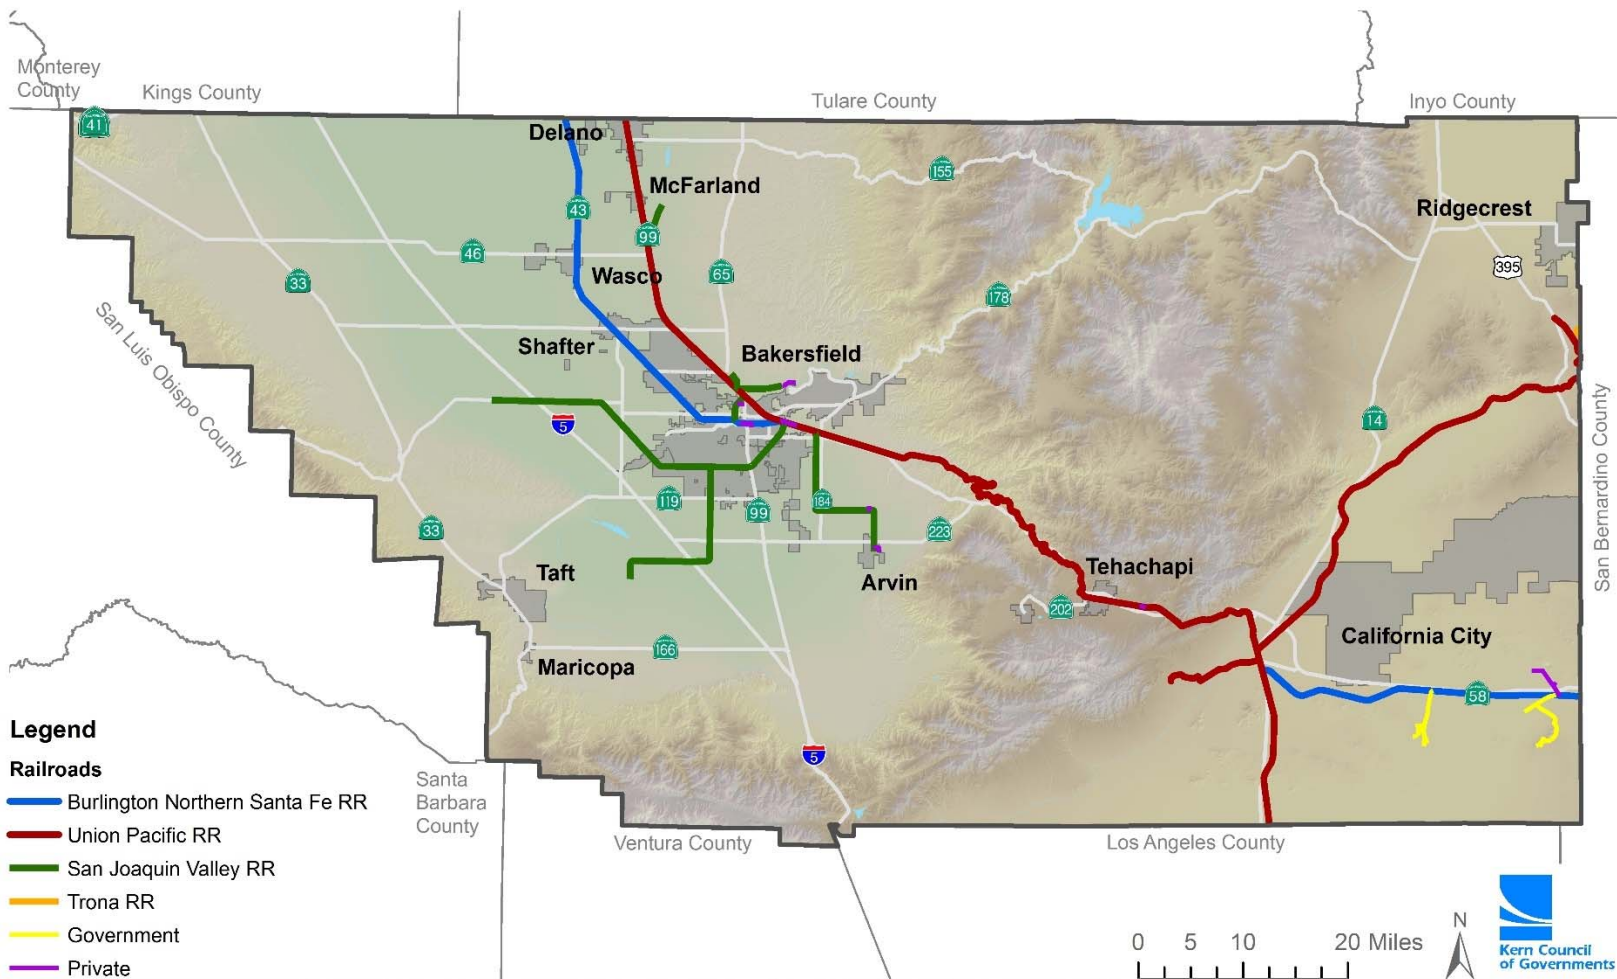 Monterey
County
Kings County
Tulare County
Inyo County
41
Delano
155
McFarland
43
Ridgecrest
99
46
Wasco
65
395
33
178
San Luis Obispo County
Shafter
Bakersfield
14
5
San Bernardino County
119
99
184
33
223
Taft
Arvin
Tehachapi
202
California City
166
Maricopa
58
5
Legend
Railroads
Burlington Northern Santa Fe RR
Union Pacific RR
San Joaquin Valley RR
Trona RR
Government
Private
Santa
Barbara
County
Ventura County
Los Angeles County
0 5 10 20 Miles
N
Kern Council
of Governments